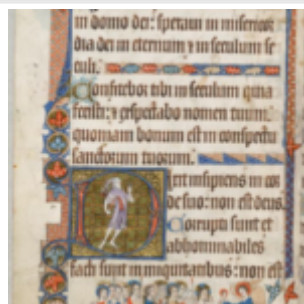 in domo dei: speraui in misericor
dia dei in eternum & in seculum se
culi.
Confitebor tibi in seculum quia
fecisti: & expectabo nomen tuum:
quoniam bonum est in conspectu
sanctorum tuorum.
Dixit insipiens in cor
de suo: non est deus.
Corrupti sunt et
abhominabiles
facti sunt in iniquitatibus: non est